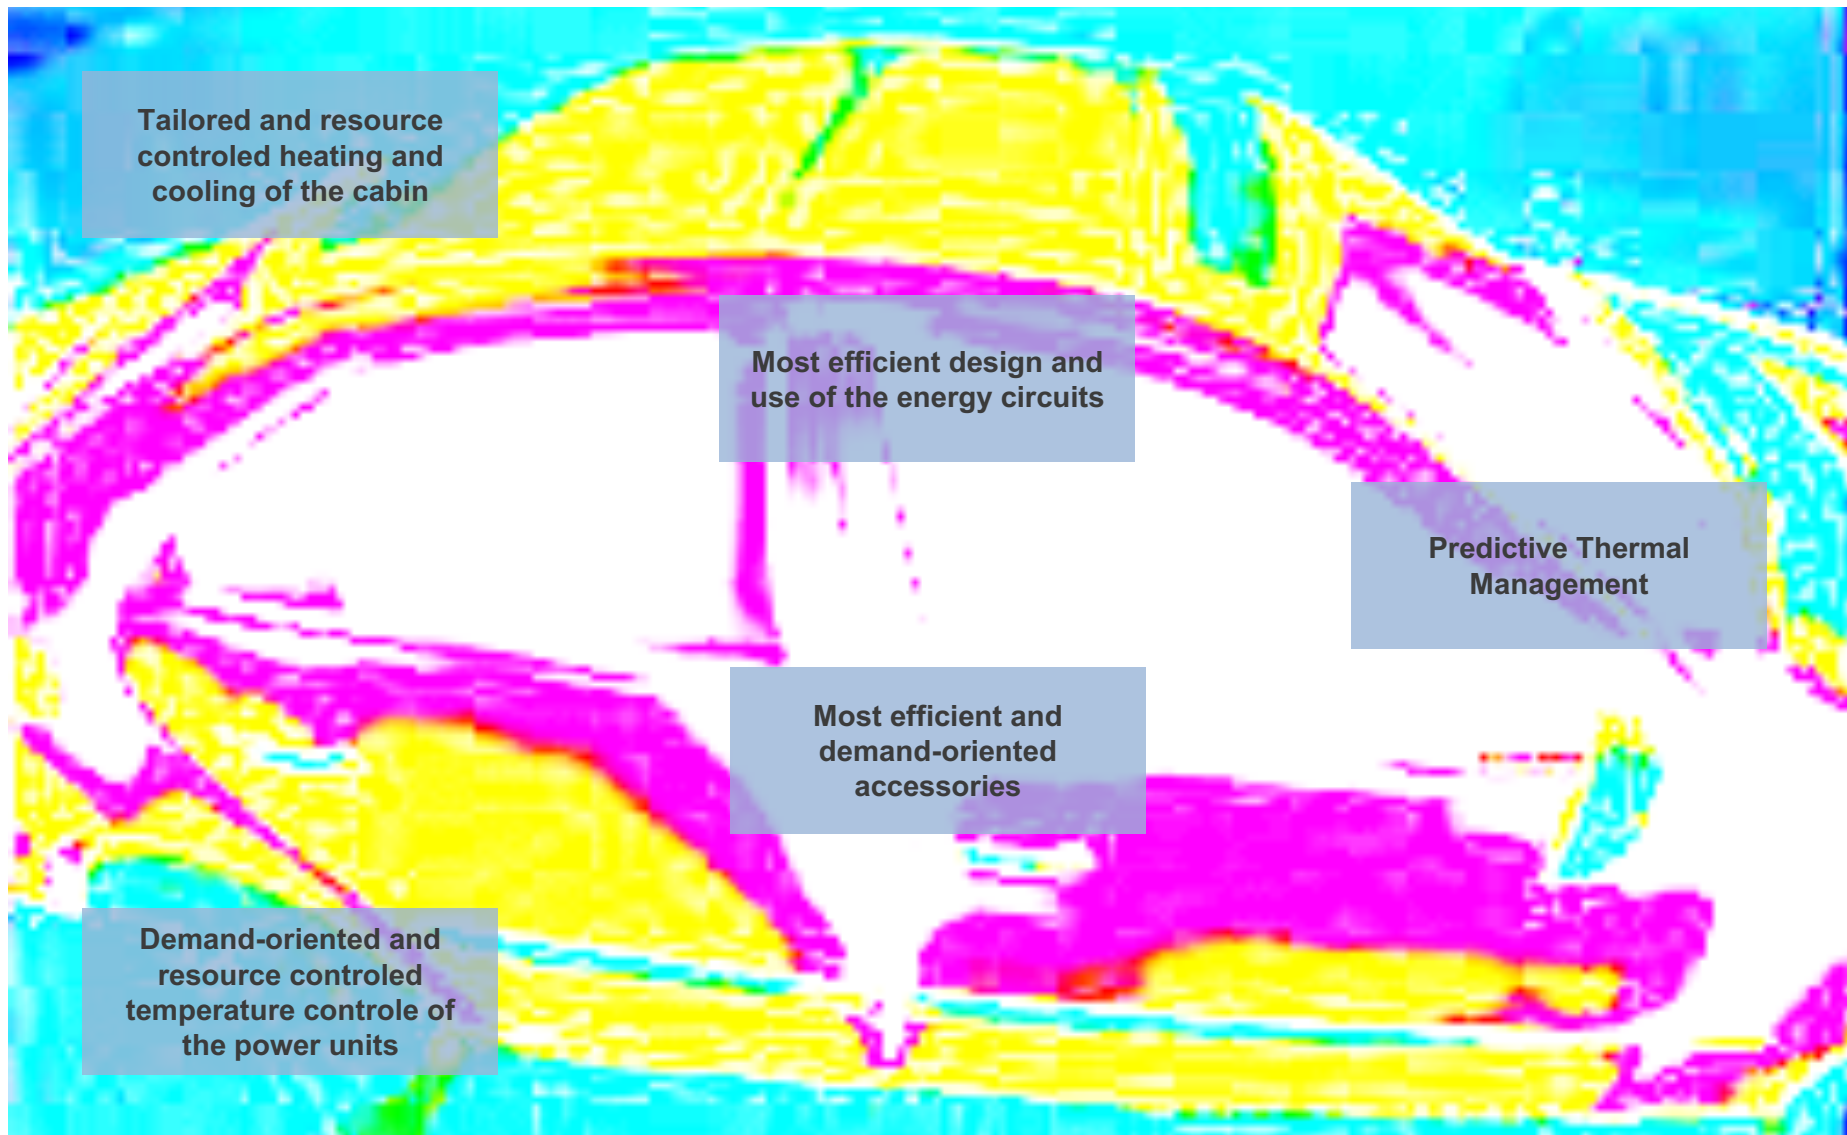 Tailored and resource
controled heating and
cooling of the cabin
Most efficient design and
use of the energy circuits
Predictive Thermal
Management
Most efficient and
demand-oriented
accessories
Demand-oriented and
resource controled
temperature controle of
the power units